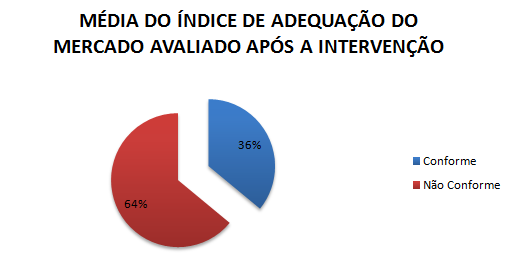 MÉDIA DO ÍNDICE DE ADEQUAÇÃO DO
MERCADO AVALIADO APÓS A INTERVENÇÃO
36%
64%
Conforme
Não Conforme